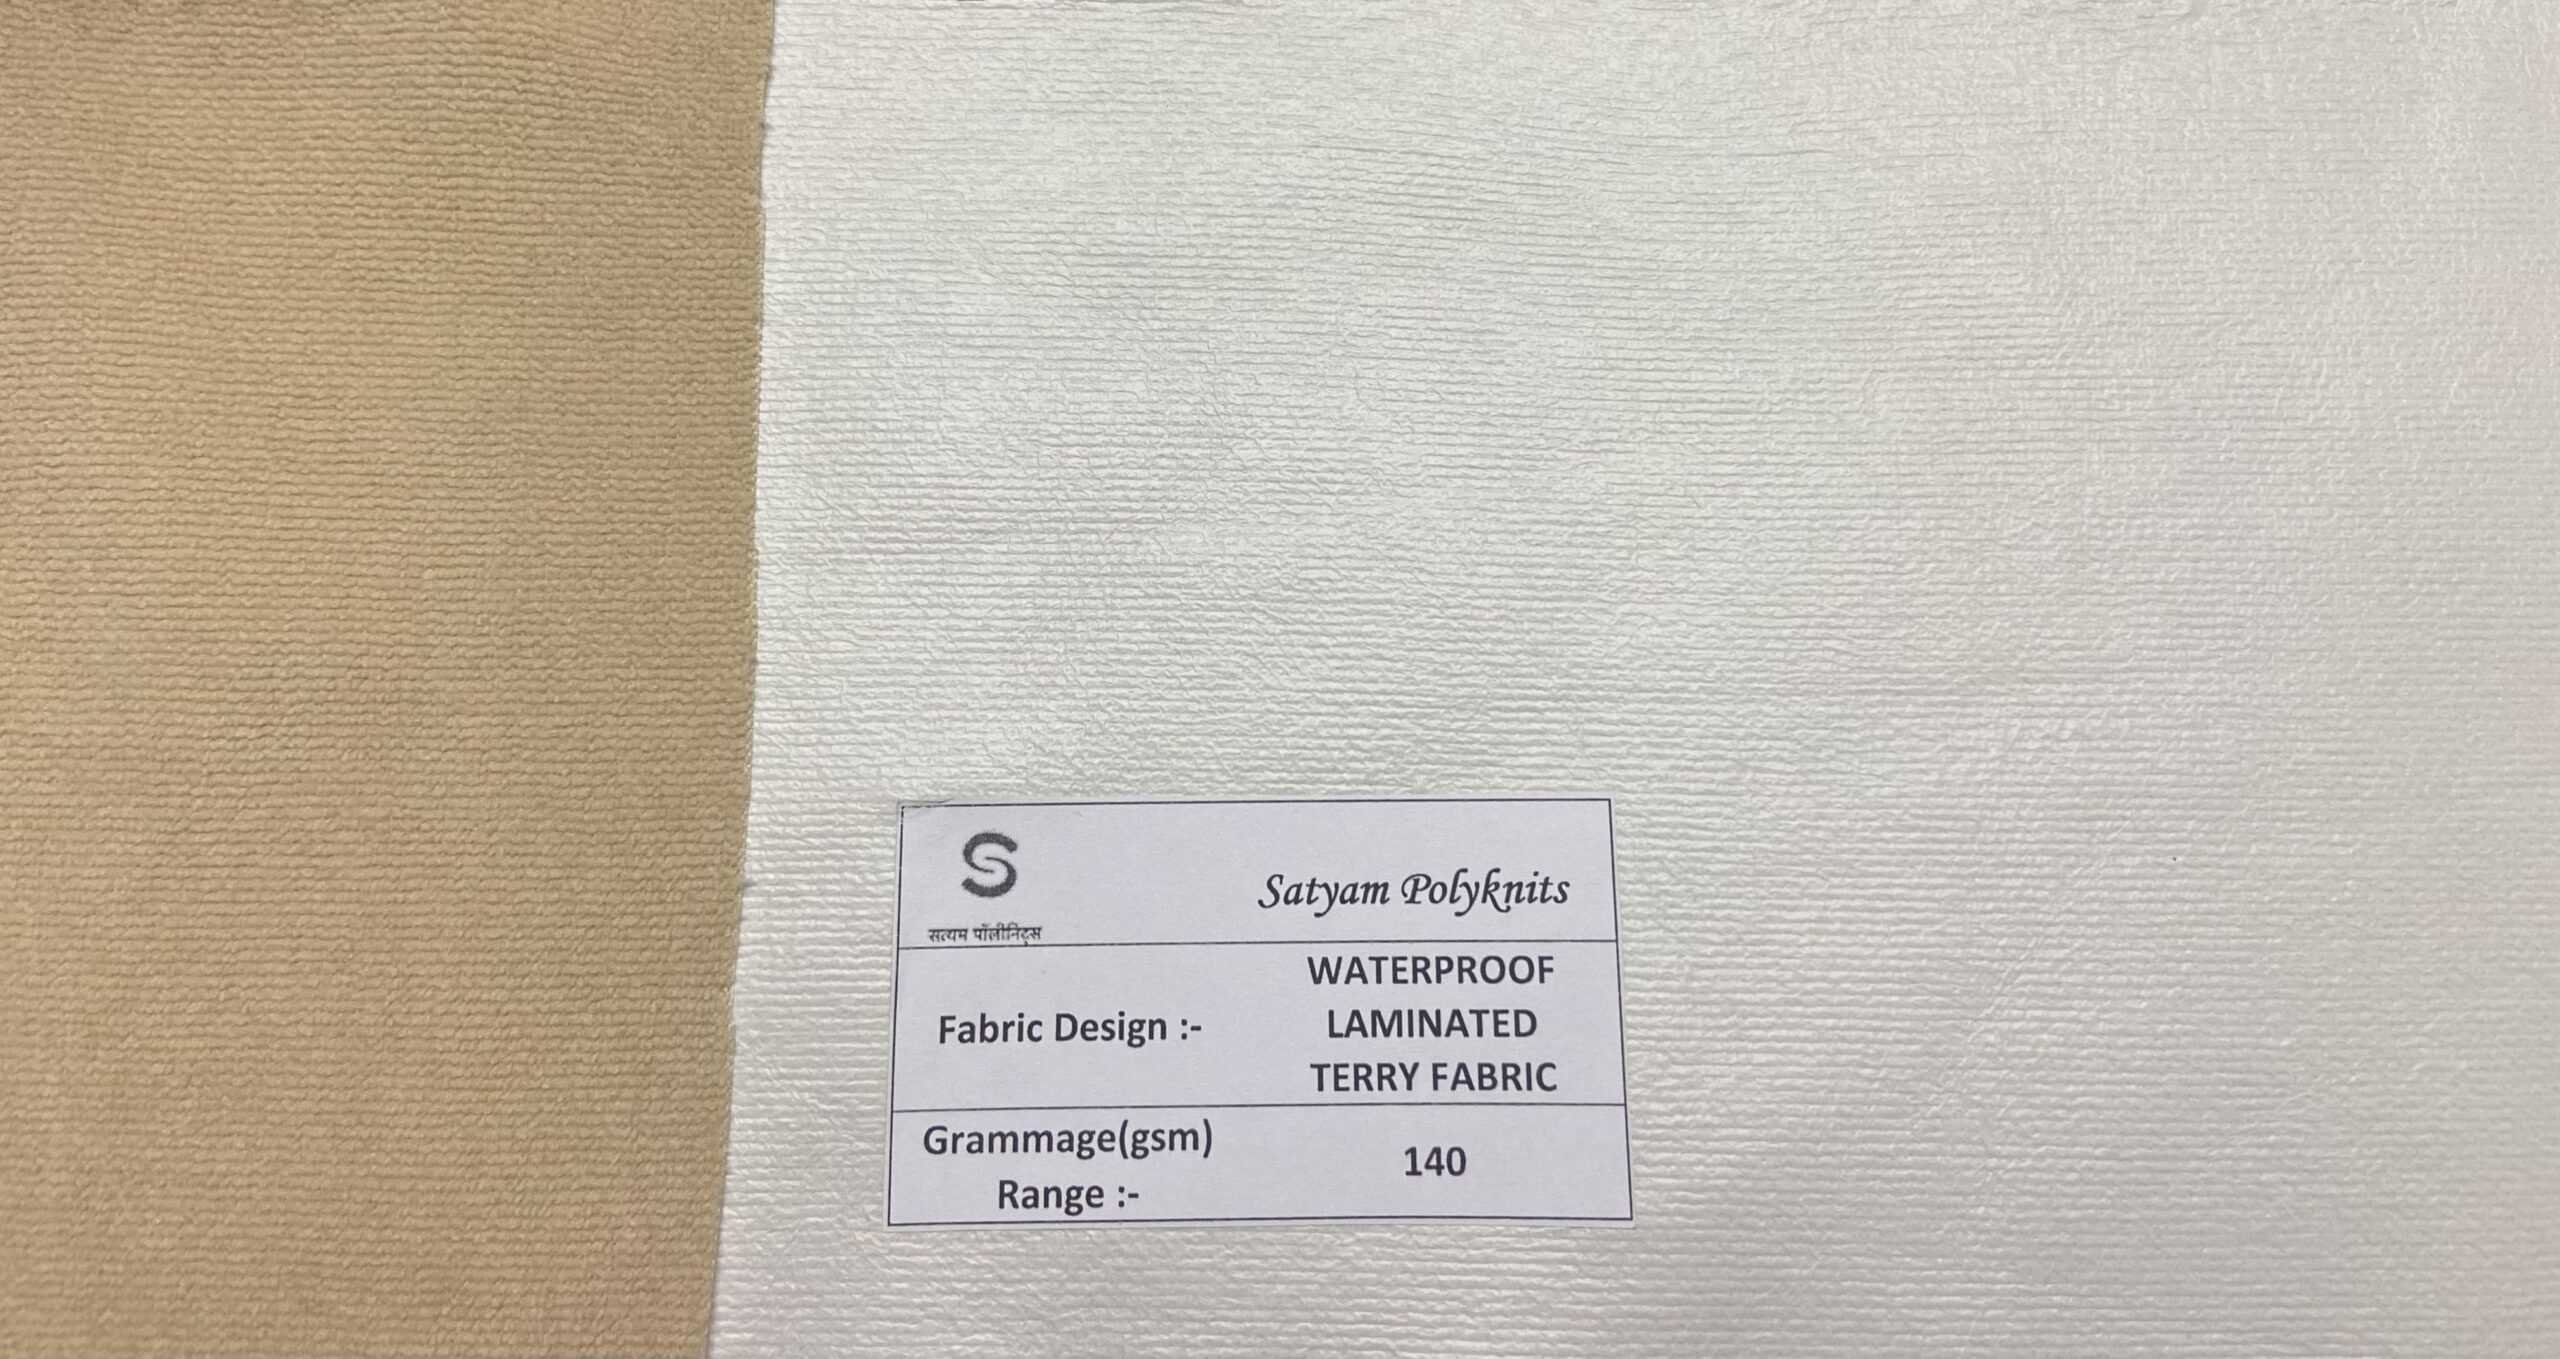 S
Satyam Polyknits
सत्यम पॉलीनिट्स
Fabric Design :-
WATERPROOF
LAMINATED
TERRY FABRIC
Grammage(gsm)
Range :-
140